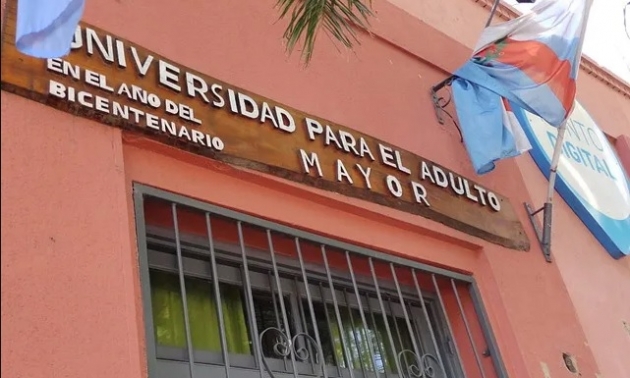 UNIVERSIDAD PARA EL ADULTO
MAYOR
EN EL AÑO DEL
BICENTENARIO
DIGITAL